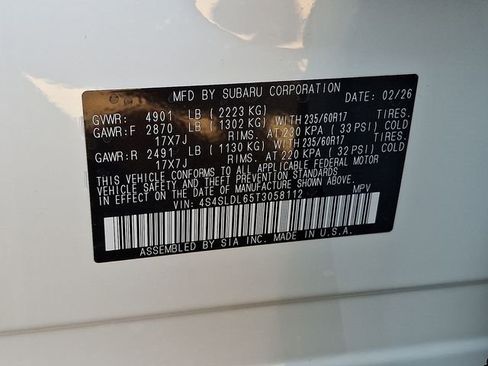 MFD BY SUBARU CORPORATION DATE: 02/26
GVWR: 4901 LB ( 2223 KG)
GAWR:F 2870 LB ( 1302 KG) WITH 235/60R17 TIRES.
17X7J RIMS. AT 230 KPA ( 33 PSI) COLD
GAWR:R 2491 LB ( 1130 KG) WITH 235/60R17 TIRES.
17X7J RIMS. AT 220 KPA ( 32 PSI) COLD
THIS VEHICLE CONFORMS TO ALL APPLICABLE FEDERAL MOTOR
VEHICLE SAFETY AND THEFT PREVENTION STANDARDS
IN EFFECT ON THE DATE OF MANUFACTURE SHOWN ABOVE.
VIN: 4S4SLDL65T3058112 MPV
ASSEMBLED BY SIA INC. MADE IN U.S.A.